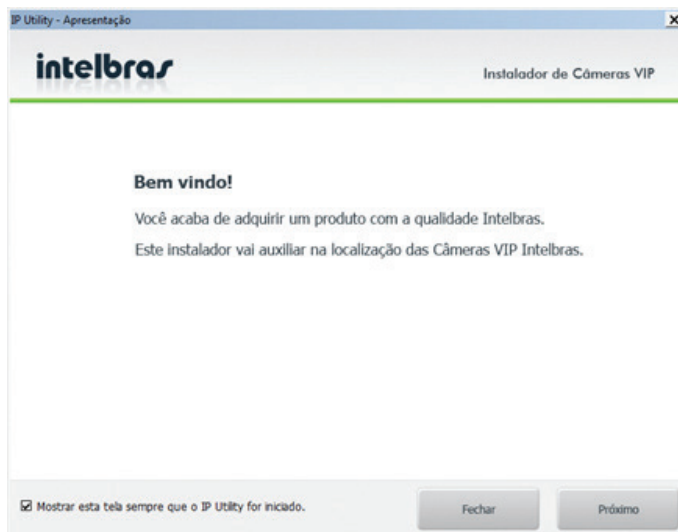 IP Utility - Apresentação
intelbras
Instalador de Câmeras VIP
Bem vindo!
Você acaba de adquirir um produto com a qualidade Intelbras.
Este instalador vai auxiliar na localização das Câmeras VIP Intelbras.
Mostrar esta tela sempre que o IP Utility for iniciado.
Fechar
Próximo